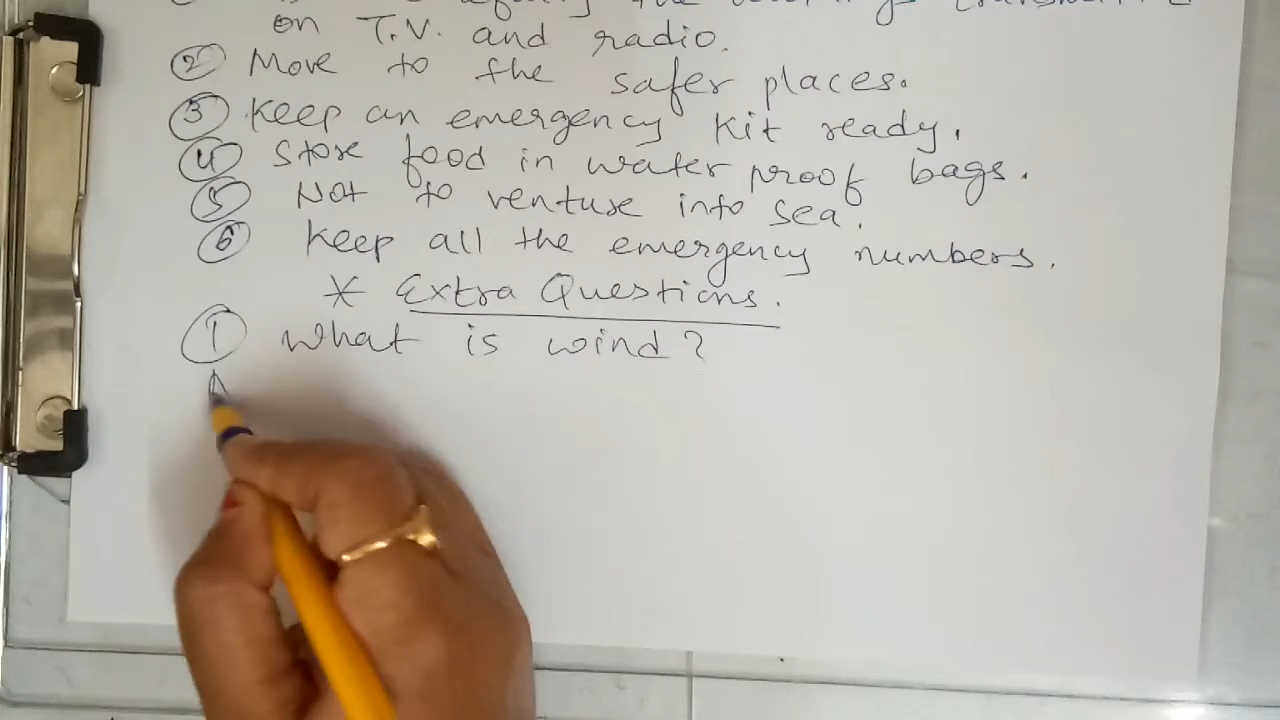 the
on T.V. and radio.
② Move to the safer places.
③ Keep an emergency Kit ready.
④ Store food in water proof bags.
⑤ Not to venture into sea.
⑥ Keep all the emergency numbers.
* Extra Questions.
① What is wind?
A